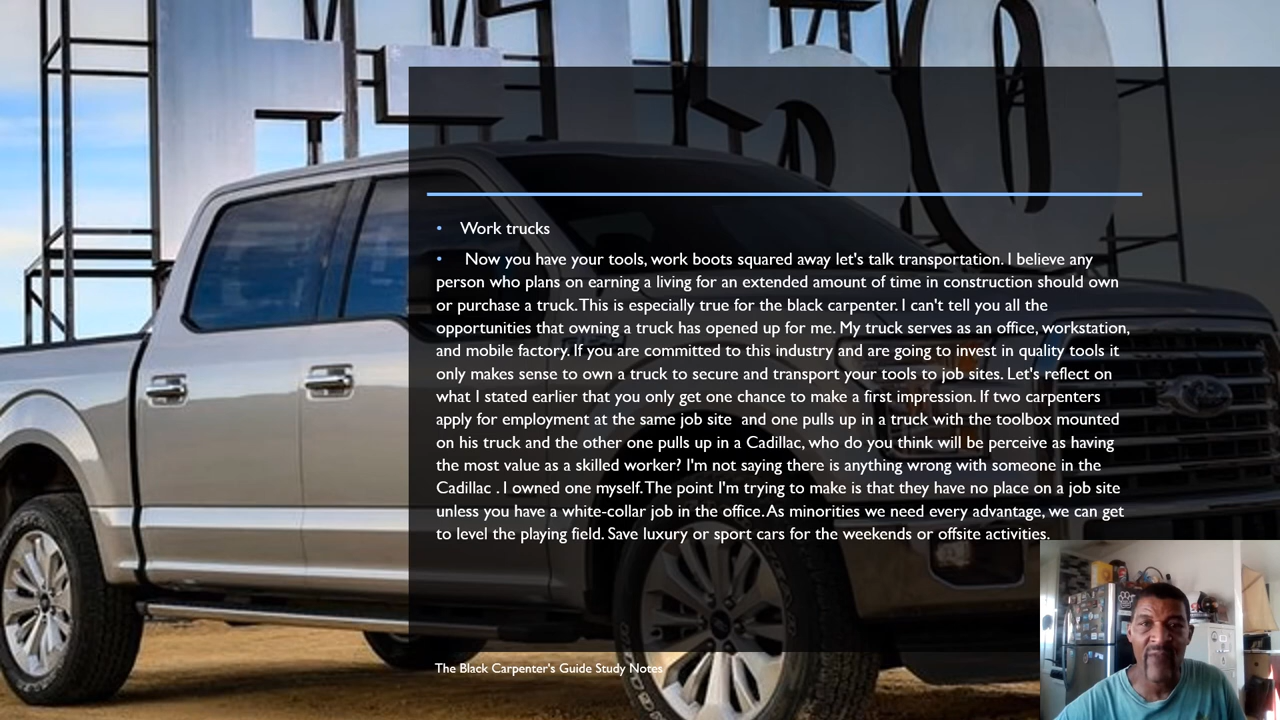 F-150
• Work trucks
• Now you have your tools, work boots squared away let's talk transportation. I believe any
person who plans on earning a living for an extended amount of time in construction should own
or purchase a truck. This is especially true for the black carpenter. I can't tell you all the
opportunities that owning a truck has opened up for me. My truck serves as an office, workstation,
and mobile factory. If you are committed to this industry and are going to invest in quality tools it
only makes sense to own a truck to secure and transport your tools to job sites. Let's reflect on
what I stated earlier that you only get one chance to make a first impression. If two carpenters
apply for employment at the same job site and one pulls up in a truck with the toolbox mounted
on his truck and the other one pulls up in a Cadillac, who do you think will be perceive as having
the most value as a skilled worker? I'm not saying there is anything wrong with someone in the
Cadillac . I owned one myself. The point I'm trying to make is that they have no place on a job site
unless you have a white-collar job in the office. As minorities we need every advantage, we can get
to level the playing field. Save luxury or sport cars for the weekends or offsite activities.
The Black Carpenter's Guide Study Notes